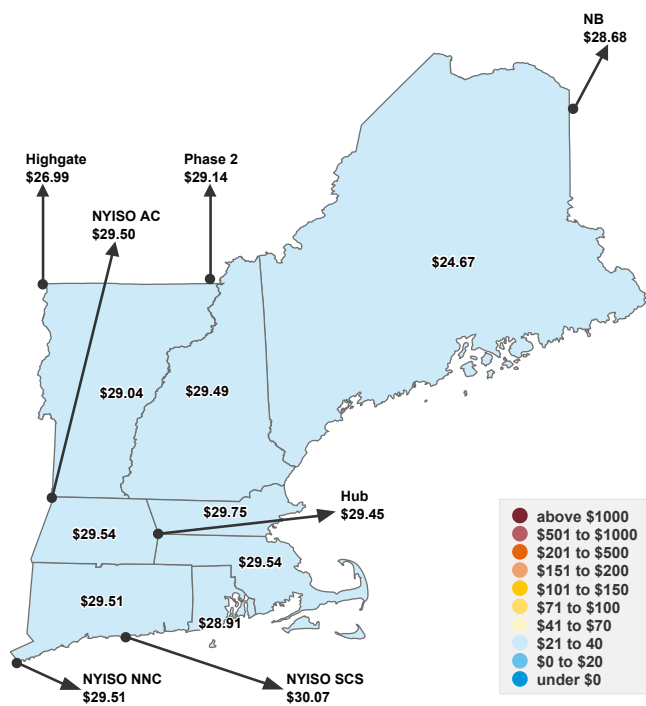 NB
$28.68
Highgate
$26.99
Phase 2
$29.14
NYISO AC
$29.50
$24.67
$29.04
$29.49
Hub
$29.45
$29.75
$29.54
$29.54
$29.51
$28.91
NYISO NNC
$29.51
NYISO SCS
$30.07
above $1000
$501 to $1000
$201 to $500
$151 to $200
$101 to $150
$71 to $100
$41 to $70
$21 to 40
$0 to $20
under $0